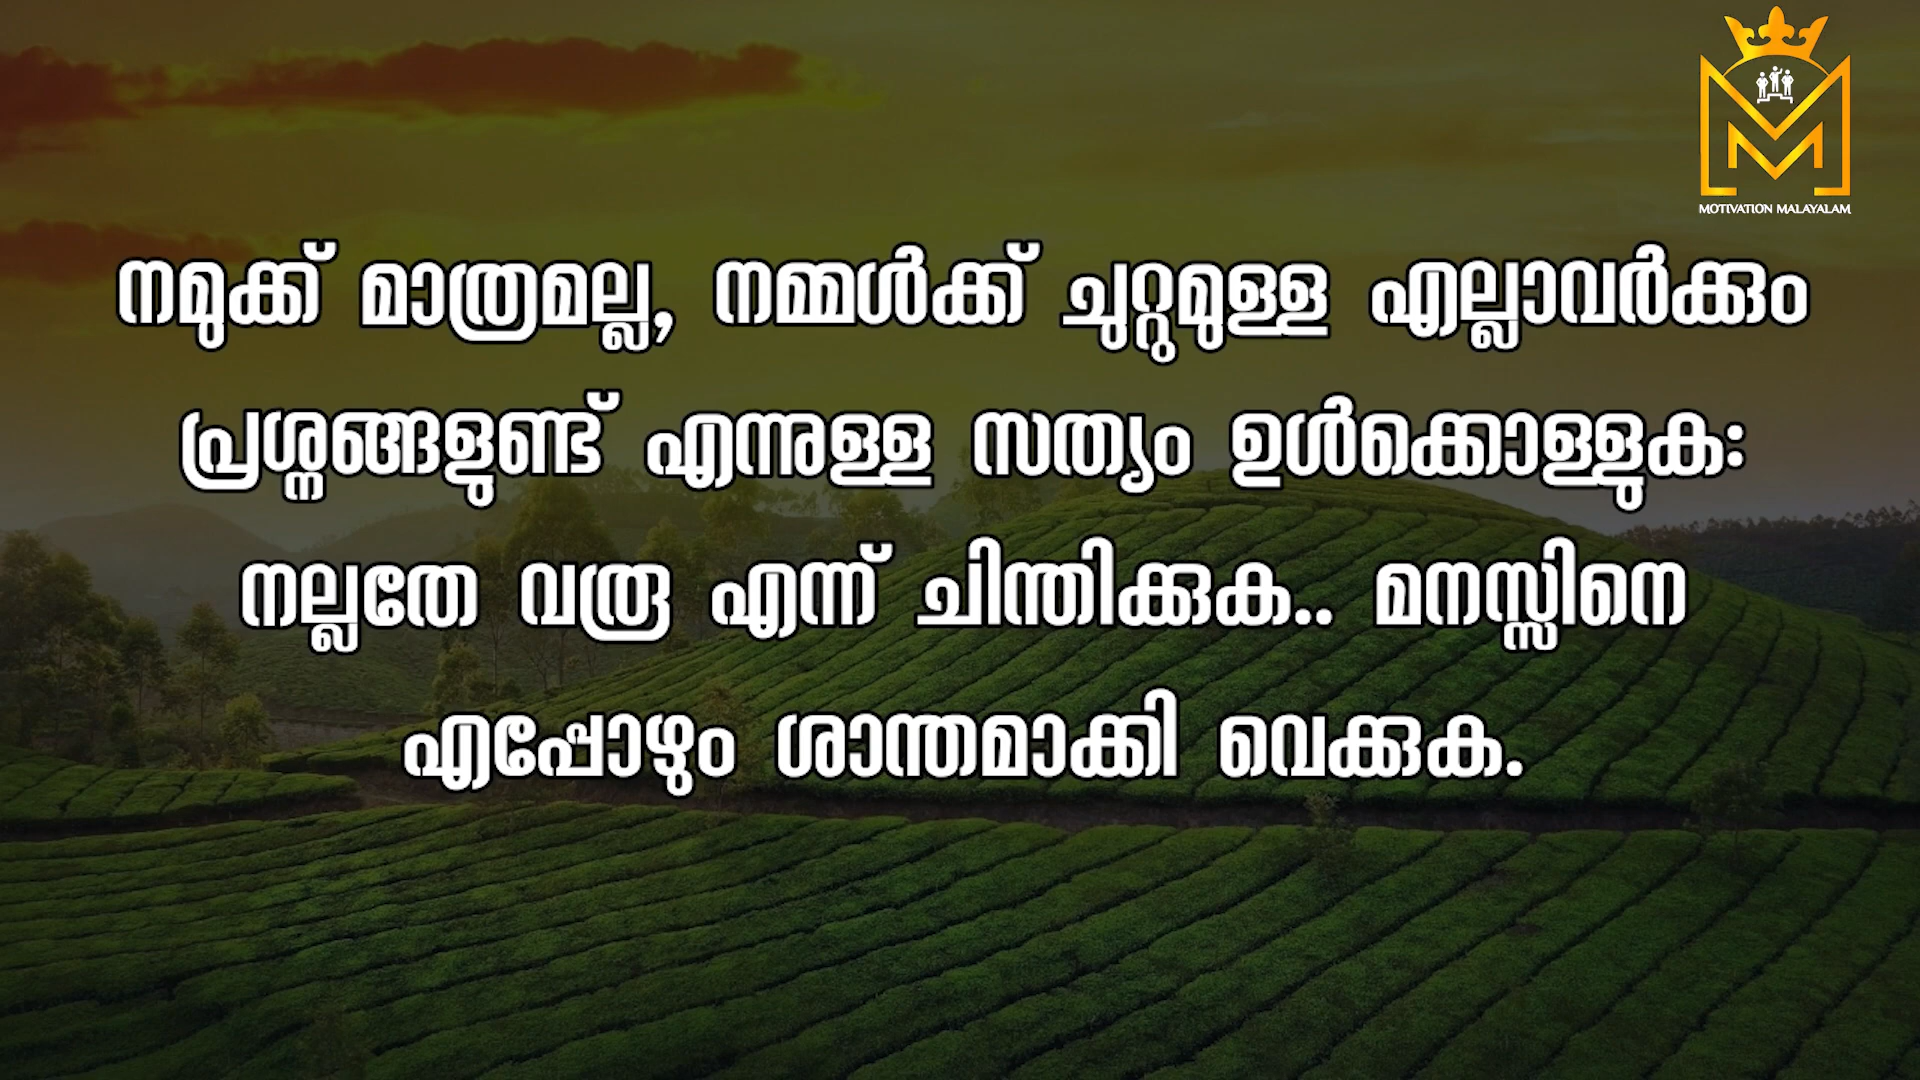 MOTIVATION MALAYALAM
നമുക്ക് മാത്രമല്ല, നമ്മൾക്ക് ചുറ്റുമുള്ള എല്ലാവർക്കും
പ്രശ്നങ്ങളുണ്ട് എന്നുള്ള സത്യം ഉൾക്കൊള്ളുകഃ
നല്ലതേ വരൂ എന്ന് ചിന്തിക്കുക.. മനസ്സിനെ
എപ്പോഴും ശാന്തമാക്കി വെക്കുക.